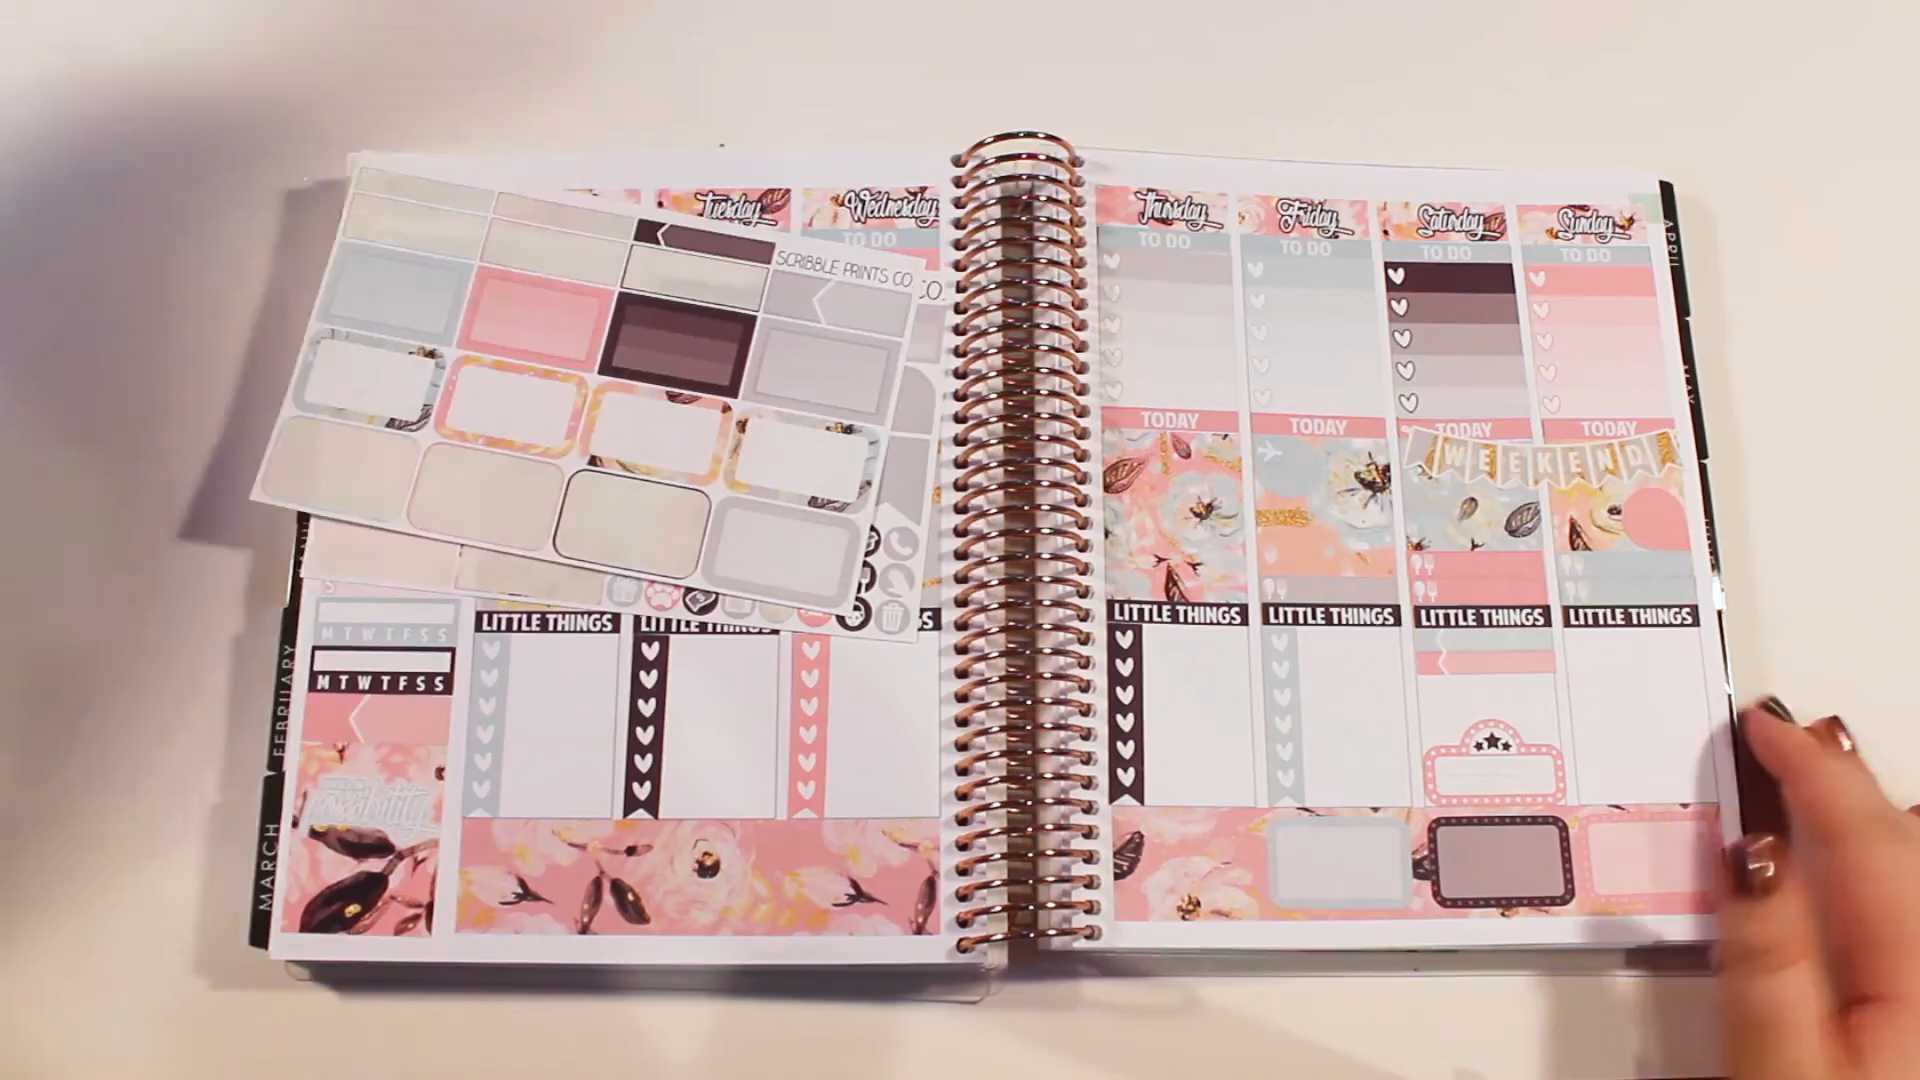 Tuesday
Wednesday
Thursday
Friday
Saturday
Sunday
TO DO
TO DO
TO DO
TO DO
TO DO
SCRIBBLE PRINTS CO.
CO.
TODAY
TODAY
TODAY
TODAY
WEEKEND
LITTLE THINGS
LITTLE THINGS
LITTLE THINGS
LITTLE THINGS
LITTLE THINGS
LITTLE THINGS
M T W T F S S
M T W T F S S
FEBRUARY
MARCH
APRIL